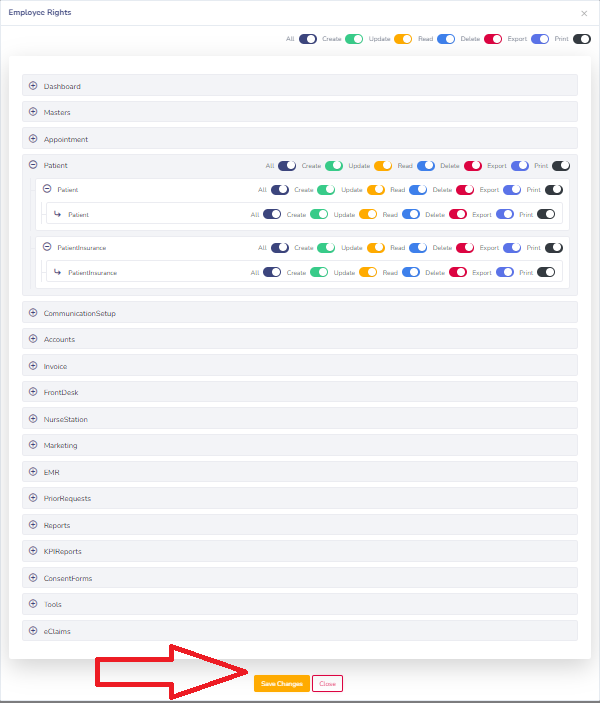 Employee Rights ×
All Create Update Read Delete Export Print
Dashboard
Masters
Appointment
Patient All Create Update Read Delete Export Print
Patient All Create Update Read Delete Export Print
Patient All Create Update Read Delete Export Print
PatientInsurance All Create Update Read Delete Export Print
PatientInsurance All Create Update Read Delete Export Print
CommunicationSetup
Accounts
Invoice
FrontDesk
NurseStation
Marketing
EMR
PriorRequests
Reports
KPIReports
ConsentForms
Tools
eClaims
Save Changes Close